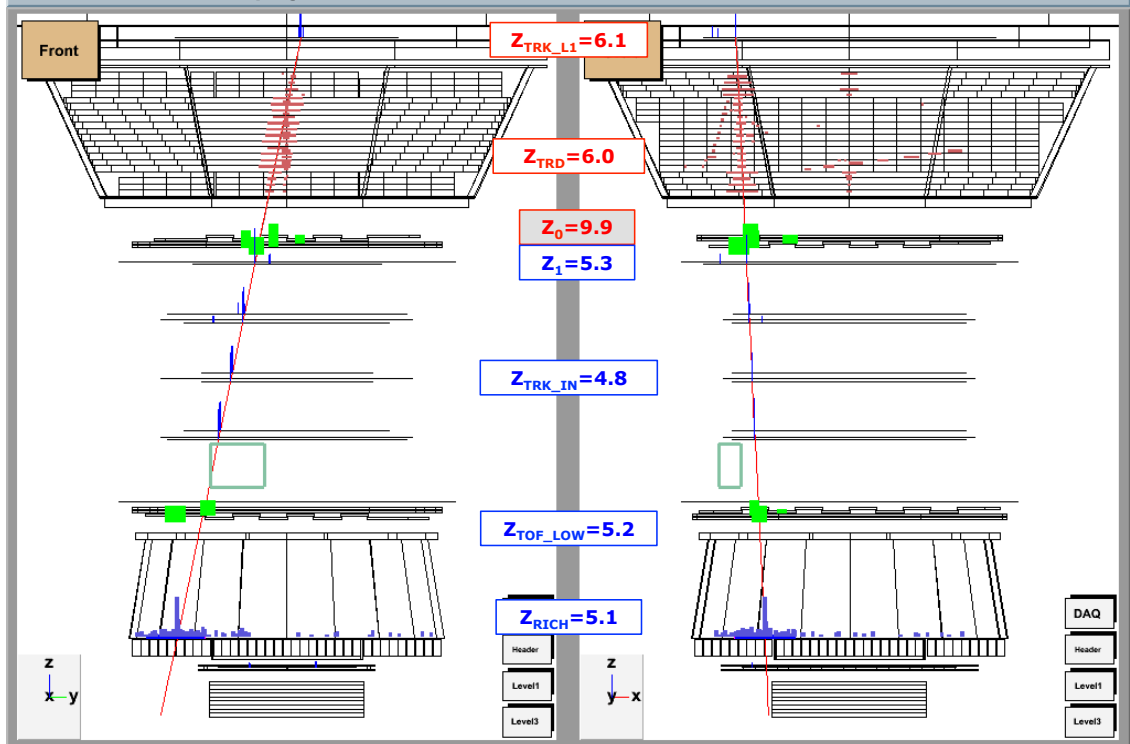 Front
Z_TRK_L1=6.1
Z_TRD=6.0
Z_0=9.9
Z_1=5.3
Z_TRK_IN=4.8
Z_TOF_LOW=5.2
Z_RICH=5.1
Header
Level1
Level3
DAQ
Header
Level1
Level3
z
x y
z
y x